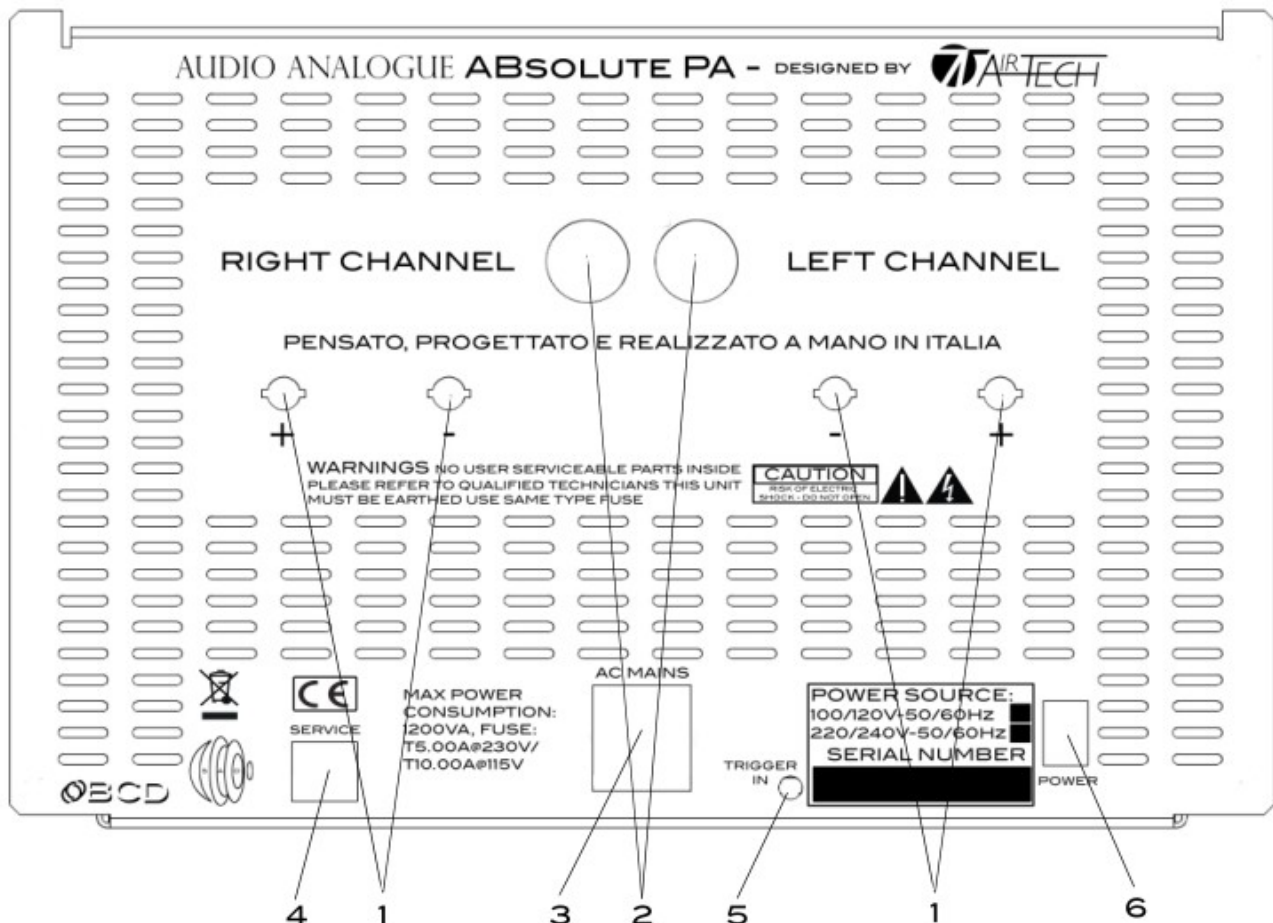 AUDIO ANALOGUE ABSOLUTE PA - DESIGNED BY AIRTECH
RIGHT CHANNEL
LEFT CHANNEL
PENSATO, PROGETTATO E REALIZZATO A MANO IN ITALIA
+
-
-
+
WARNINGS NO USER SERVICEABLE PARTS INSIDE
PLEASE REFER TO QUALIFIED TECHNICIANS THIS UNIT
MUST BE EARTHED USE SAME TYPE FUSE
CAUTION
RISK OF ELECTRIC
SHOCK - DO NOT OPEN
CE
SERVICE
MAX POWER
CONSUMPTION:
1200VA, FUSE:
T5.00A@230V/
T10.00A@115V
AC MAINS
TRIGGER
IN
POWER SOURCE:
100/120V~50/60Hz
220/240V~50/60Hz
SERIAL NUMBER
POWER
BCD
4
1
3
2
5
1
6